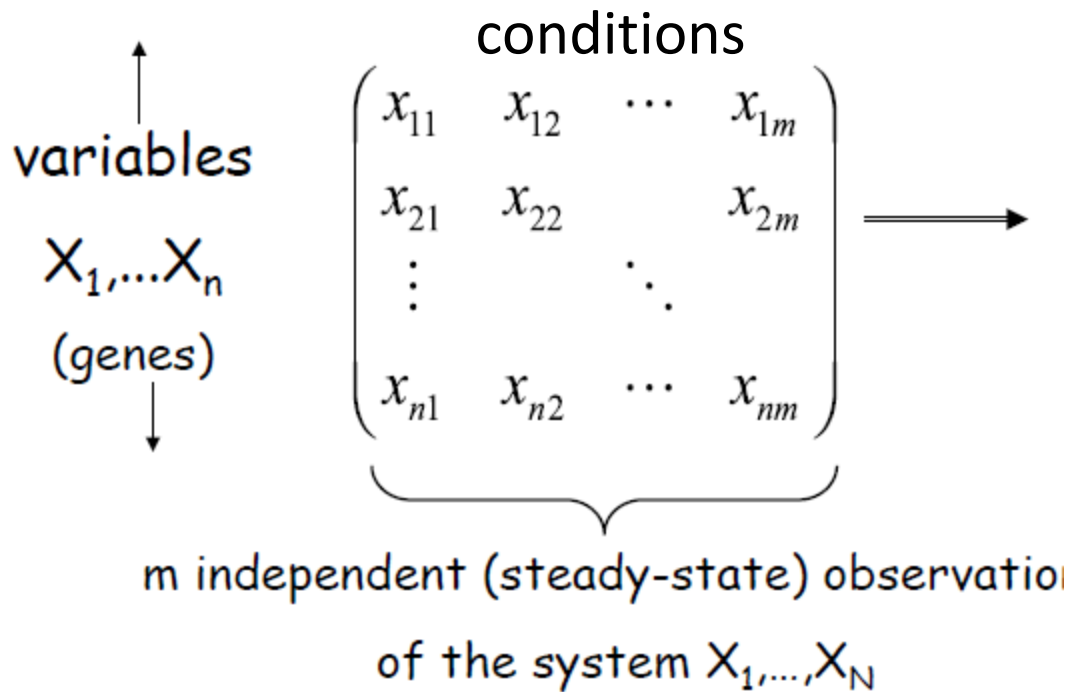 conditions
variables
X₁,...Xₙ
(genes)
x₁₁ x₁₂ ⋯ x₁ₘ
x₂₁ x₂₂ x₂ₘ
⋮ ⋱
xₙ₁ xₙ₂ ⋯ xₙₘ
m independent (steady-state) observatio
of the system X₁,...,X_N